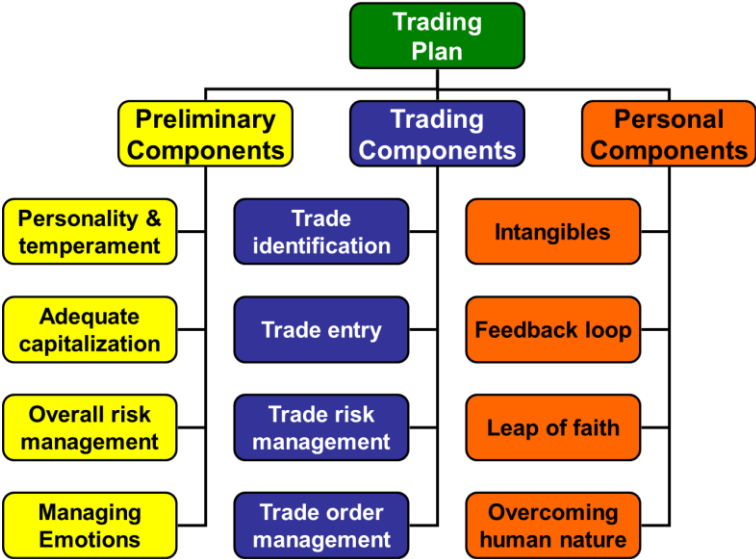 Trading
Plan
Preliminary
Components
Trading
Components
Personal
Components
Personality &
temperament
Trade
identification
Intangibles
Adequate
capitalization
Trade entry
Feedback loop
Overall risk
management
Trade risk
management
Leap of faith
Managing
Emotions
Trade order
management
Overcoming
human nature